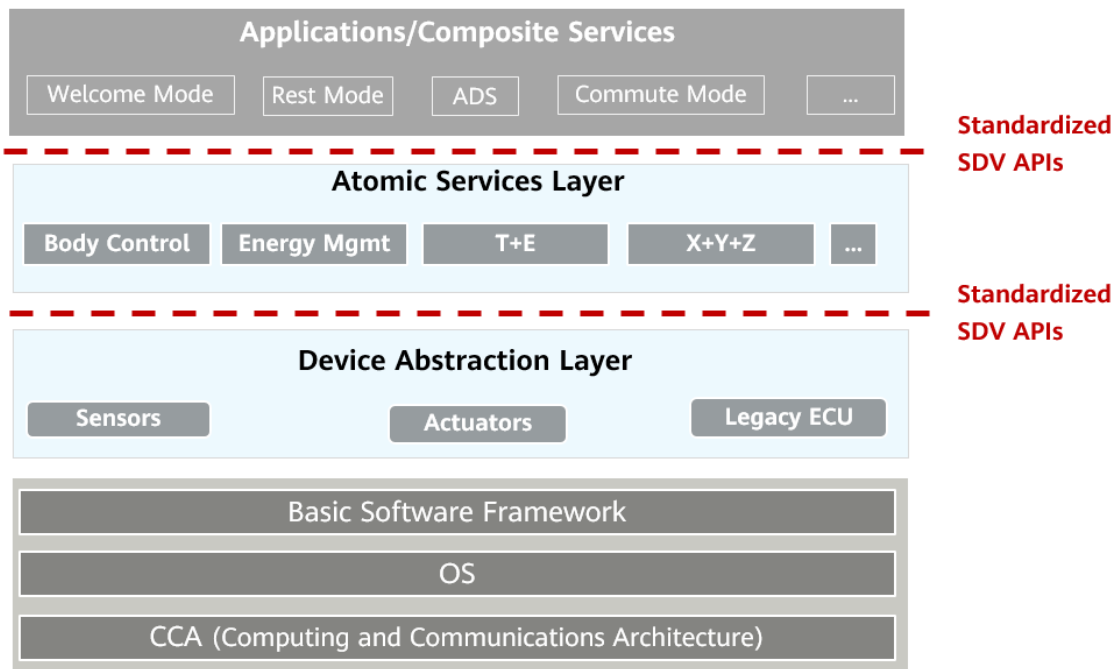 Applications/Composite Services
Welcome Mode
Rest Mode
ADS
Commute Mode
...
Standardized
SDV APIs
Atomic Services Layer
Body Control
Energy Mgmt
T+E
X+Y+Z
...
Standardized
SDV APIs
Device Abstraction Layer
Sensors
Actuators
Legacy ECU
Basic Software Framework
OS
CCA (Computing and Communications Architecture)